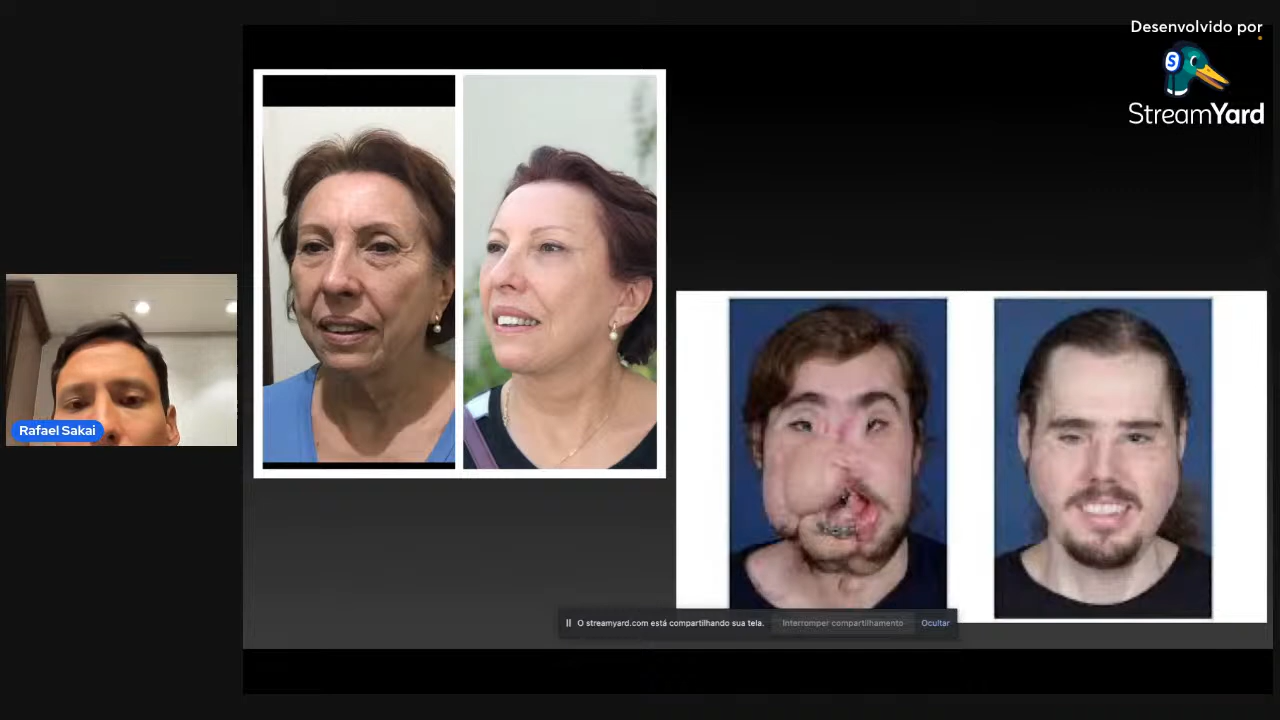 Desenvolvido por
S
StreamYard
Rafael Sakai
O streamyard.com está compartilhando sua tela.
Interromper compartilhamento
Ocultar